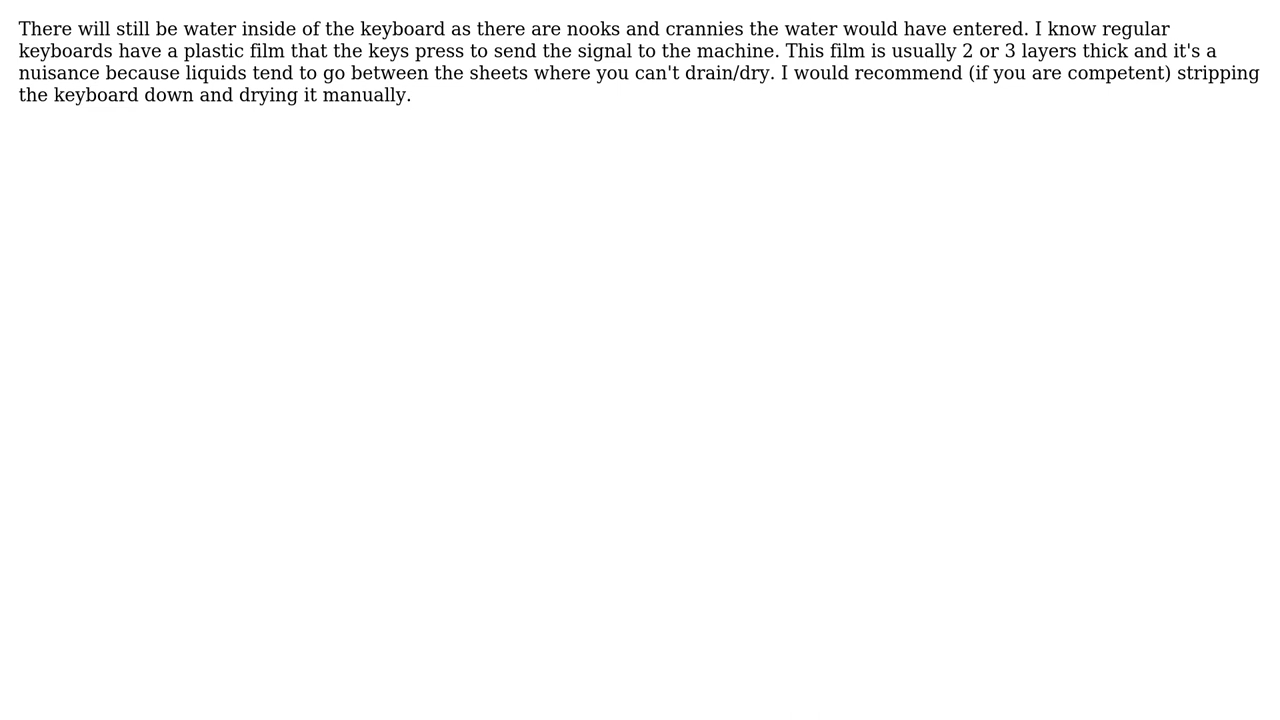 There will still be water inside of the keyboard as there are nooks and crannies the water would have entered. I know regular
keyboards have a plastic film that the keys press to send the signal to the machine. This film is usually 2 or 3 layers thick and it's a
nuisance because liquids tend to go between the sheets where you can't drain/dry. I would recommend (if you are competent) stripping
the keyboard down and drying it manually.